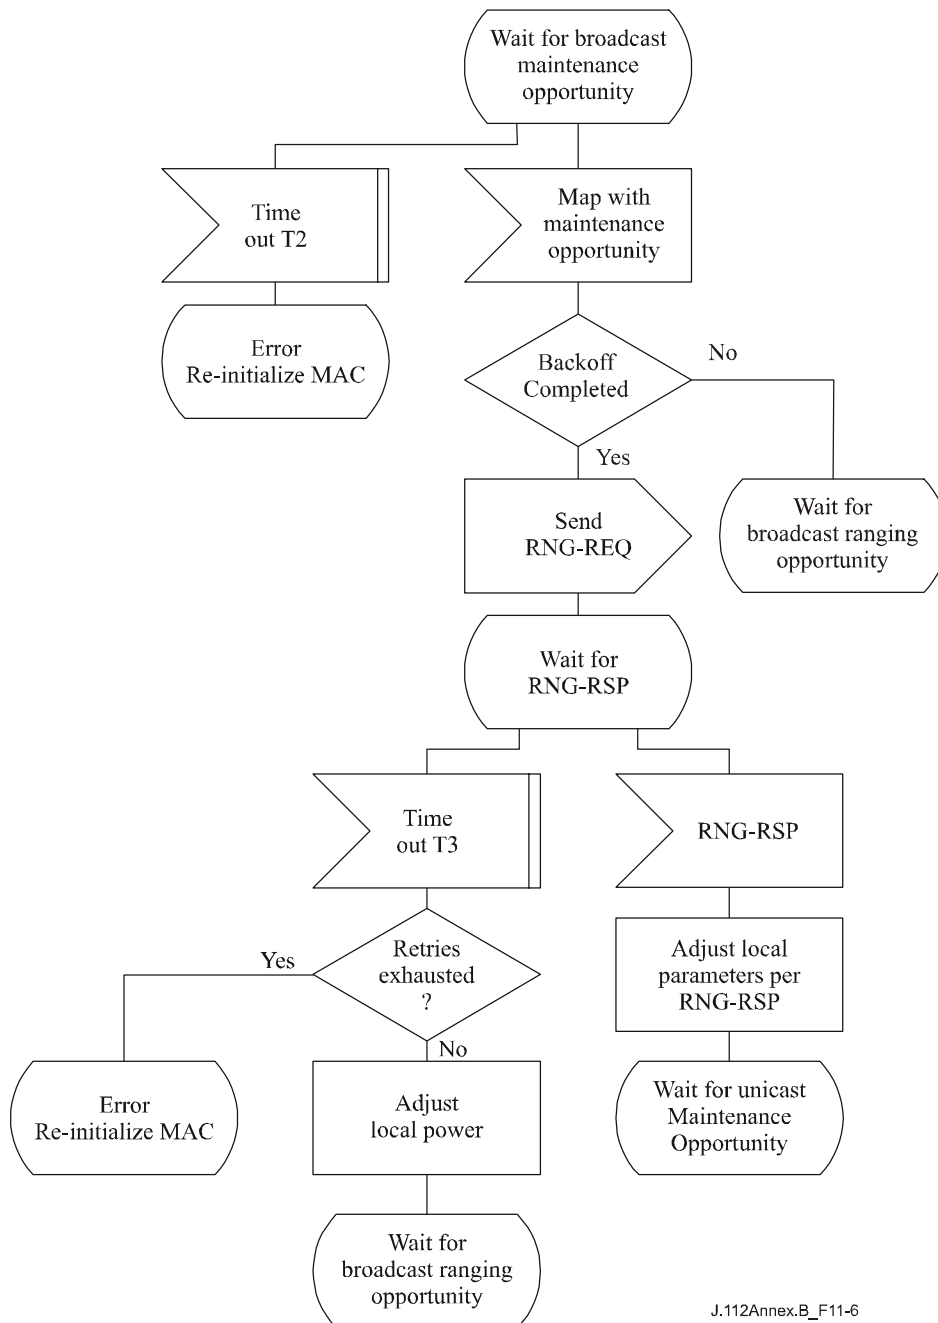 Wait for broadcast
maintenance
opportunity
Time
out T2
Map with
maintenance
opportunity
Error
Re-initialize MAC
Backoff
Completed
No
Yes
Send
RNG-REQ
Wait for
broadcast ranging
opportunity
Wait for
RNG-RSP
Time
out T3
RNG-RSP
Retries
exhausted
?
Yes
No
Adjust local
parameters per
RNG-RSP
Error
Re-initialize MAC
Adjust
local power
Wait for unicast
Maintenance
Opportunity
Wait for
broadcast ranging
opportunity
J.112Annex.B_F11-6